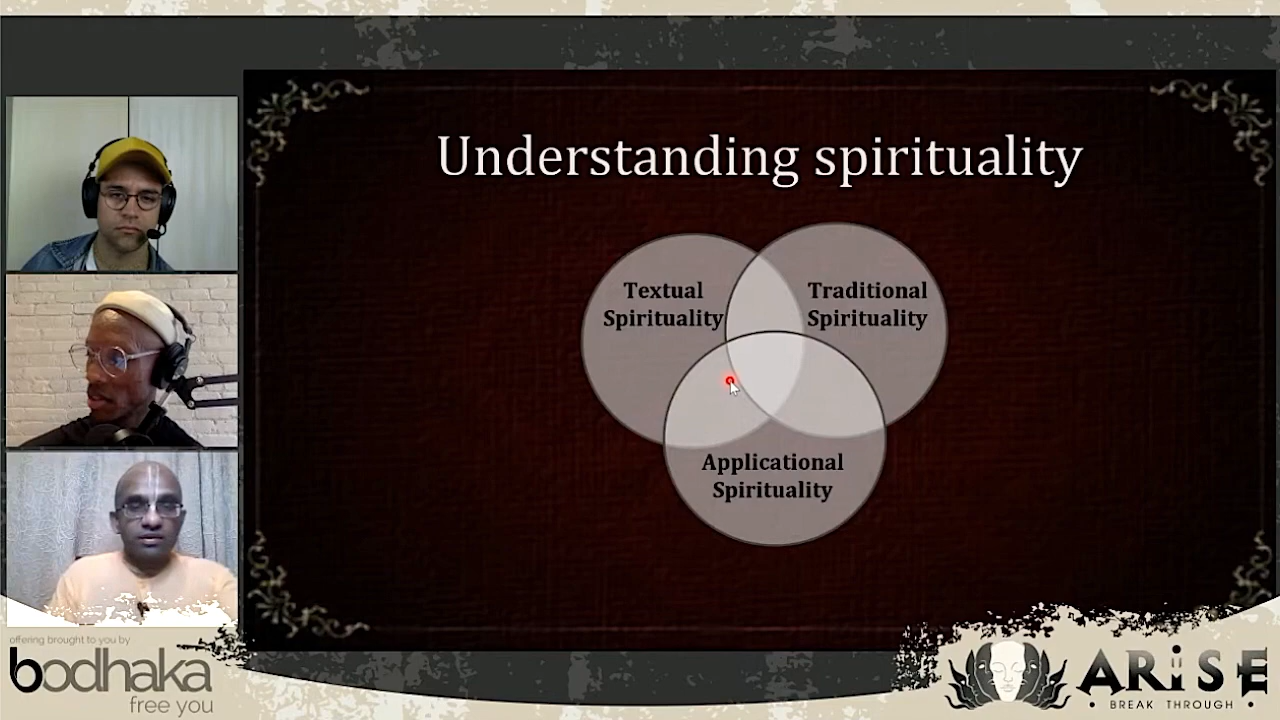 Understanding spirituality
Textual
Spirituality
Traditional
Spirituality
Applicational
Spirituality
offering brought to you by
bodhaka
free you
ARiSE
• BREAK THROUGH •